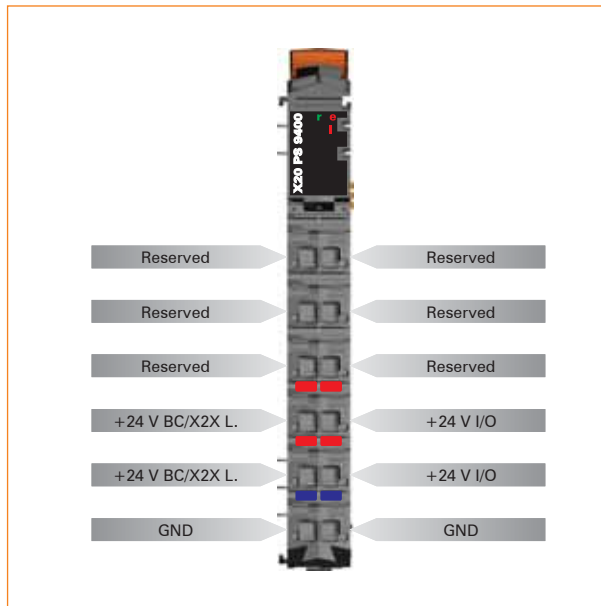 X20 PS 9400
r e
l
Reserved Reserved
Reserved Reserved
Reserved Reserved
+24 V BC/X2X L. +24 V I/O
+24 V BC/X2X L. +24 V I/O
GND GND